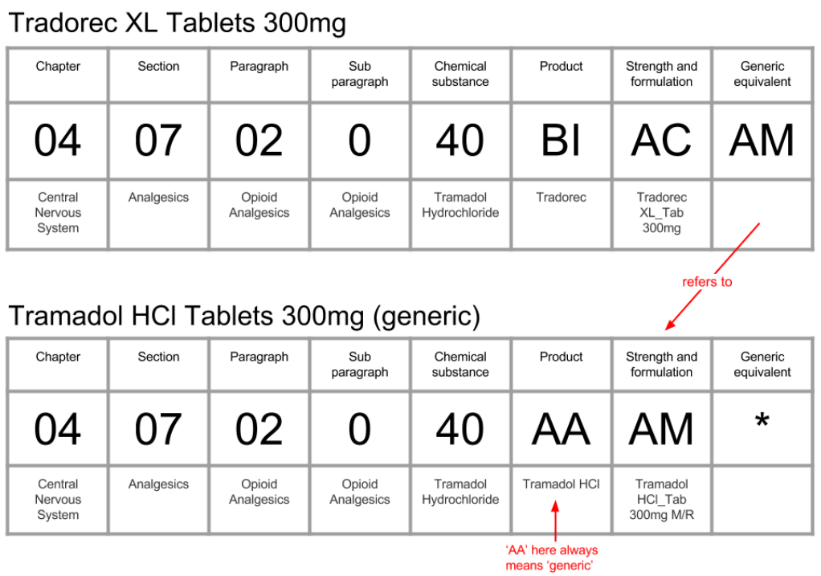 Tradorec XL Tablets 300mg
Chapter Section Paragraph Sub paragraph Chemical substance Product Strength and formulation Generic equivalent
04 07 02 0 40 BI AC AM
Central Nervous System Analgesics Opioid Analgesics Opioid Analgesics Tramadol Hydrochloride Tradorec Tradorec XL_Tab 300mg
refers to
Tramadol HCl Tablets 300mg (generic)
Chapter Section Paragraph Sub paragraph Chemical substance Product Strength and formulation Generic equivalent
04 07 02 0 40 AA AM *
Central Nervous System Analgesics Opioid Analgesics Opioid Analgesics Tramadol Hydrochloride Tramadol HCl Tramadol HCl_Tab 300mg M/R
‘AA’ here always
means ‘generic’